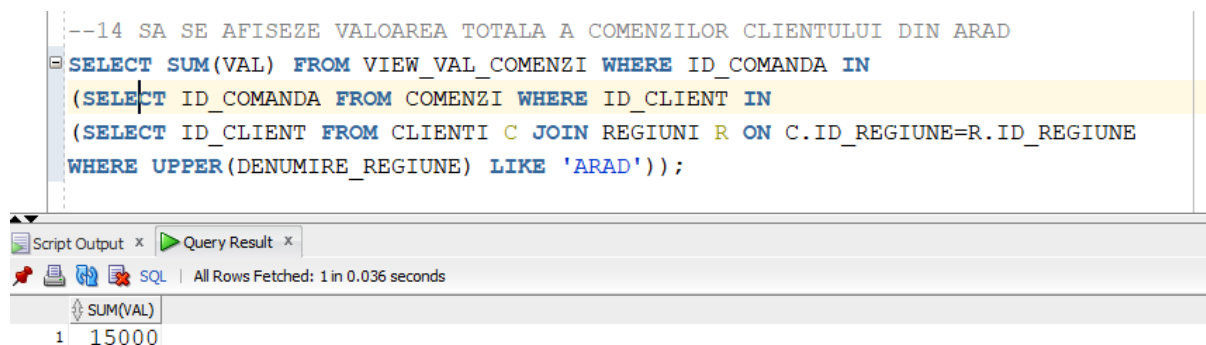 --14 SA SE AFISEZE VALOAREA TOTALA A COMENZILOR CLIENTULUI DIN ARAD
SELECT SUM(VAL) FROM VIEW_VAL_COMENZI WHERE ID_COMANDA IN
(SELECT ID_COMANDA FROM COMENZI WHERE ID_CLIENT IN
(SELECT ID_CLIENT FROM CLIENTI C JOIN REGIUNI R ON C.ID_REGIUNE=R.ID_REGIUNE
WHERE UPPER(DENUMIRE_REGIUNE) LIKE 'ARAD'));
Script Output x Query Result x
SQL | All Rows Fetched: 1 in 0.036 seconds
SUM(VAL)
1 15000